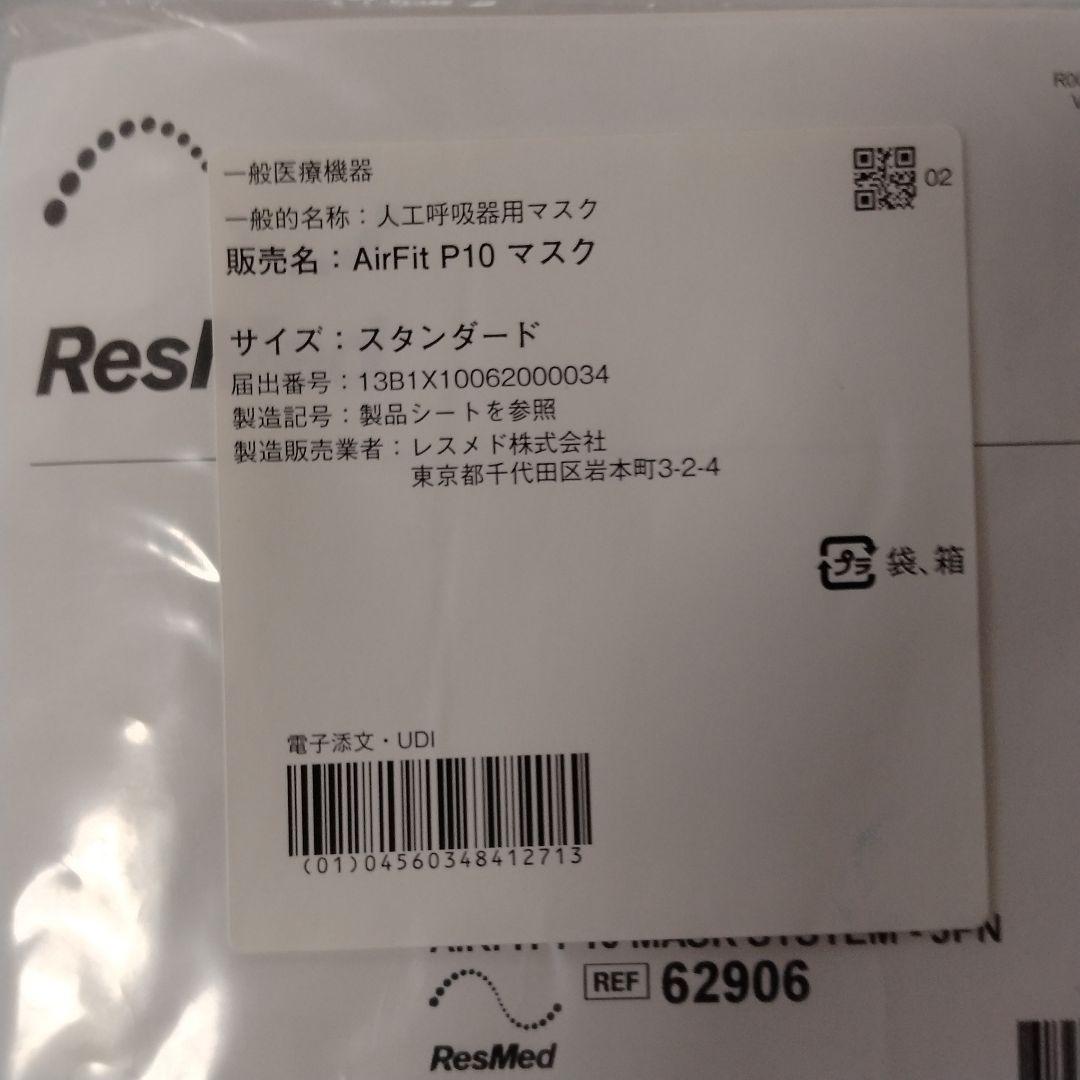 一般医療機器
02
一般的名称：人工呼吸器用マスク
販売名：AirFit P10 マスク
サイズ：スタンダード
届出番号：13B1X10062000034
製造記号：製品シートを参照
製造販売業者：レスメド株式会社
東京都千代田区岩本町3-2-4
プラ 袋、箱
電子添文・UDI
(01)04560348412713
REF 62906
ResMed